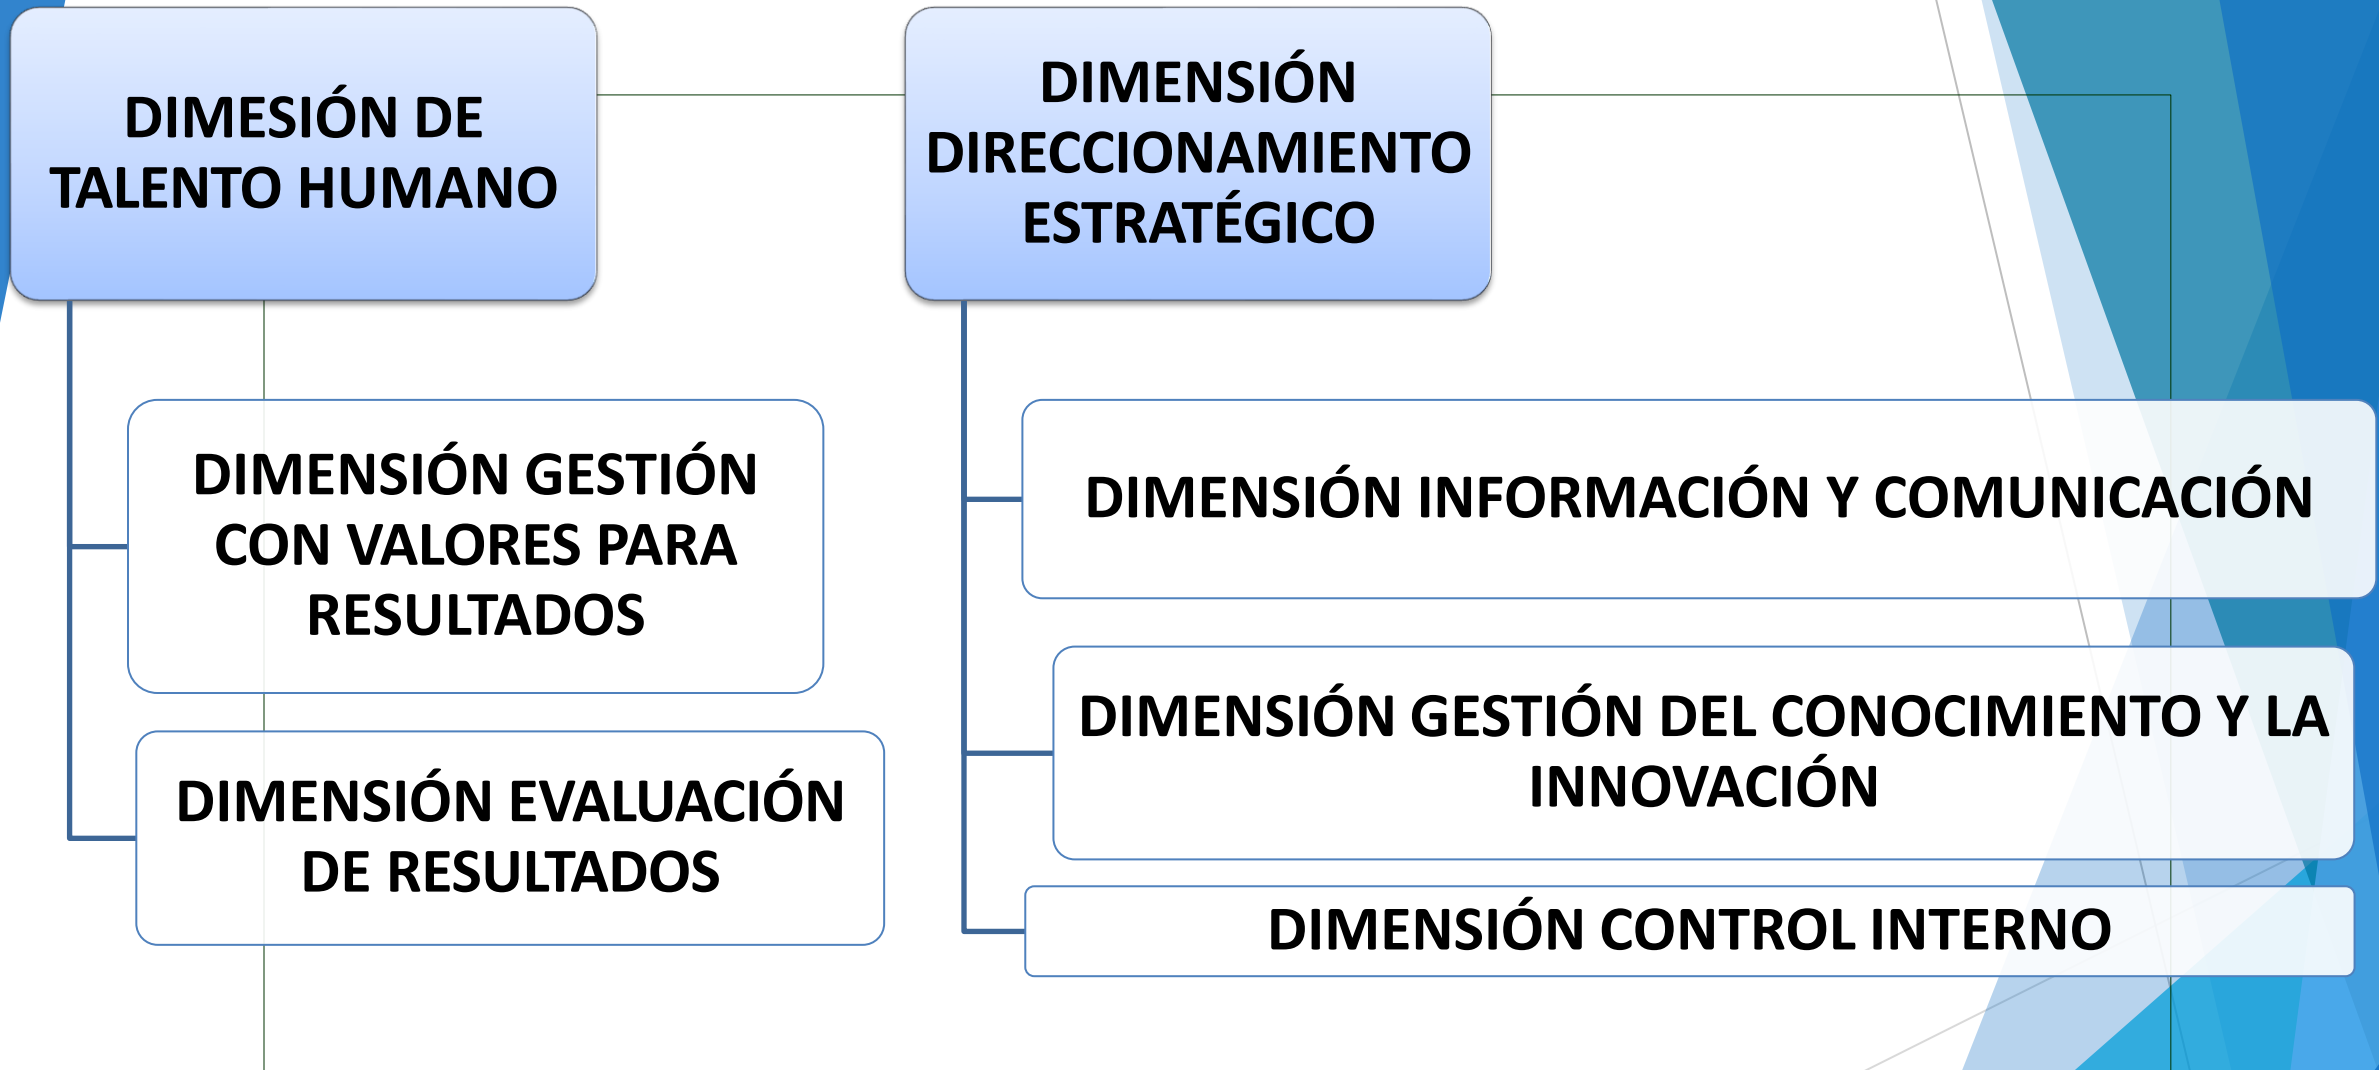 DIMESIÓN DE
TALENTO HUMANO
DIMENSIÓN GESTIÓN
CON VALORES PARA
RESULTADOS
DIMENSIÓN EVALUACIÓN
DE RESULTADOS
DIMENSIÓN
DIRECCIONAMIENTO
ESTRATÉGICO
DIMENSIÓN INFORMACIÓN Y COMUNICACIÓN
DIMENSIÓN GESTIÓN DEL CONOCIMIENTO Y LA
INNOVACIÓN
DIMENSIÓN CONTROL INTERNO